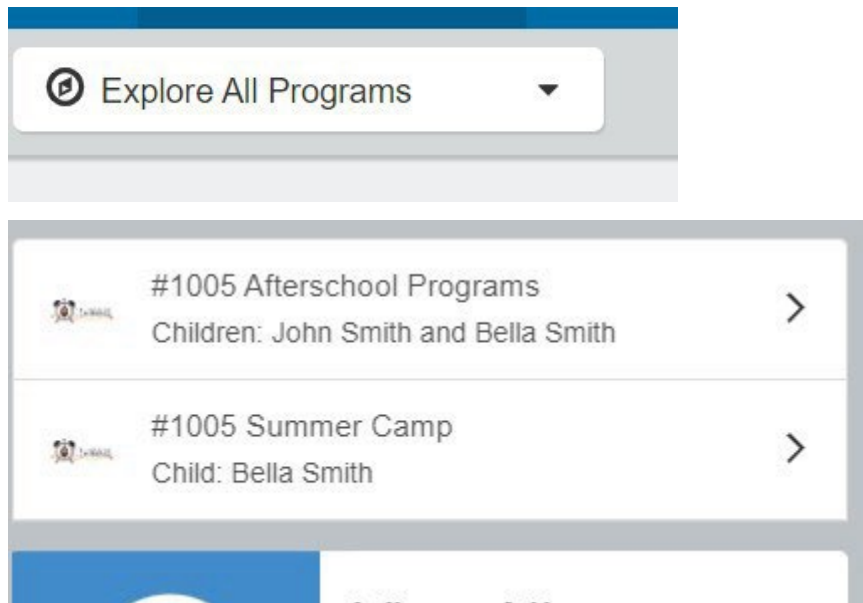 Explore All Programs
#1005 Afterschool Programs
Children: John Smith and Bella Smith
#1005 Summer Camp
Child: Bella Smith